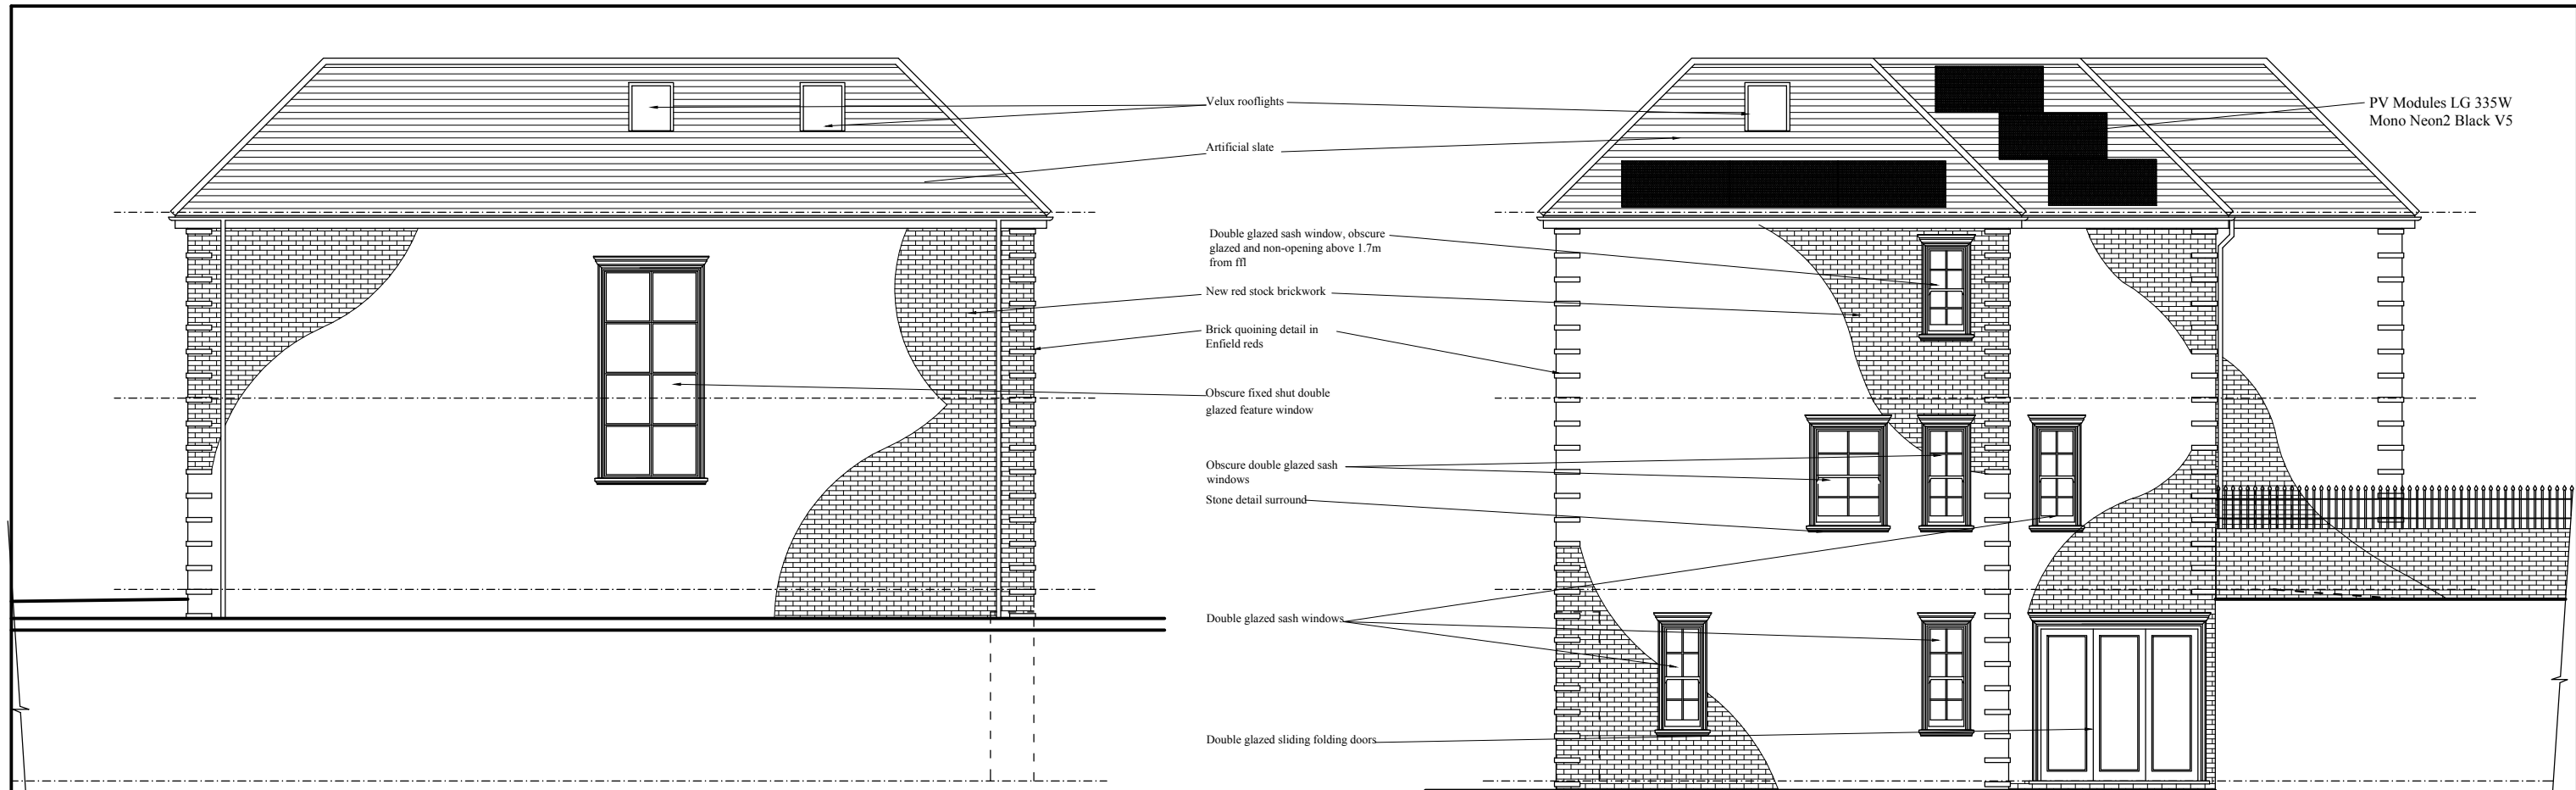 Velux rooflights
PV Modules LG 335W
Mono Neon2 Black V5
Artificial slate
Double glazed sash window, obscure
glazed and non-opening above 1.7m
from ffl
New red stock brickwork
Brick quoining detail in
Enfield reds
Obscure fixed shut double
glazed feature window
Obscure double glazed sash
windows
Stone detail surround
Double glazed sash windows
Double glazed sliding folding doors